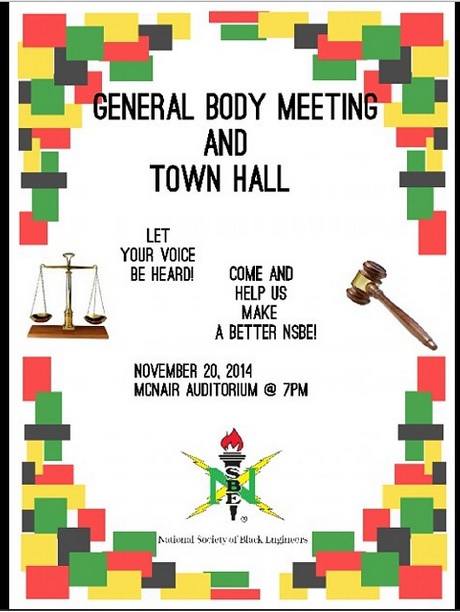 GENERAL BODY MEETING
AND
TOWN HALL
LET
YOUR VOICE
BE HEARD!
COME AND
HELP US
MAKE
A BETTER NSBE!
NOVEMBER 20, 2014
MCNAIR AUDITORIUM @ 7PM
NSBE
National Society of Black Engineers